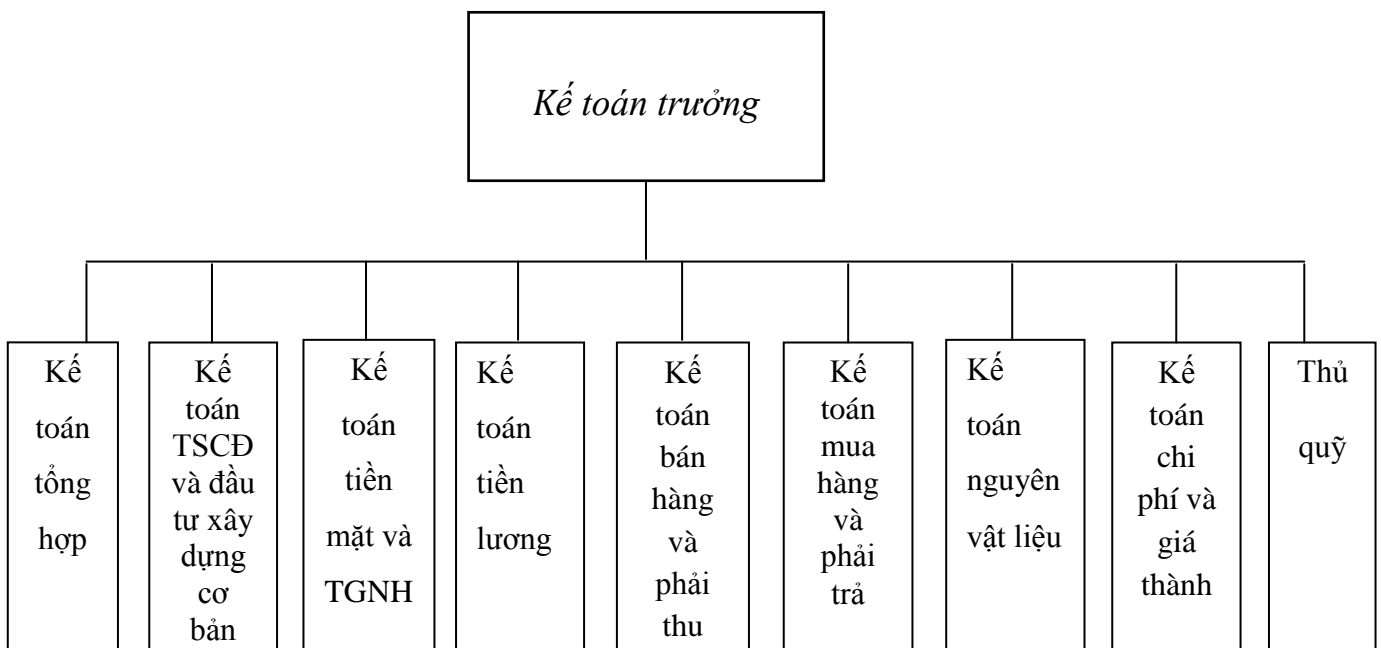 Kế toán trưởng
Kế
toán
tổng
hợp
Kế
toán
TSCĐ
và đầu
tư xây
dựng
cơ
bản
Kế
toán
tiền
mặt và
TGNH
Kế
toán
tiền
lương
Kế
toán
bán
hàng
và
phải
thu
Kế
toán
mua
hàng
và
phải
trả
Kế
toán
nguyên
vật liệu
Kế
toán
chi
phí và
giá
thành
Thủ
quỹ